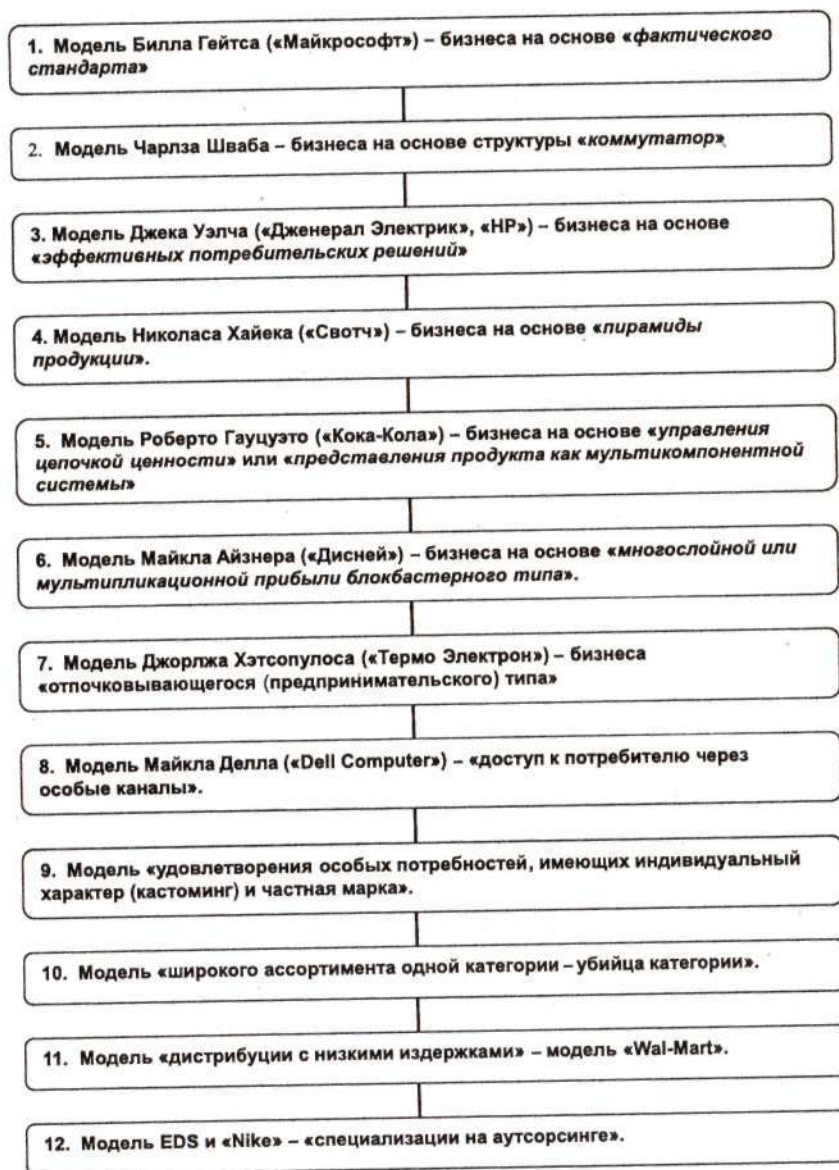 1. Модель Билла Гейтса («Майкрософт») – бизнеса на основе «фактического
стандарта»
2. Модель Чарлза Шваба – бизнеса на основе структуры «коммутатор»
3. Модель Джека Уэлча («Дженерал Электрик», «НР») – бизнеса на основе
«эффективных потребительских решений»
4. Модель Николаса Хайека («Свотч») – бизнеса на основе «пирамиды
продукции».
5. Модель Роберто Гауцуэто («Кока-Кола») – бизнеса на основе «управления
цепочкой ценности» или «представления продукта как мультикомпонентной
системы»
6. Модель Майкла Айзнера («Дисней») – бизнеса на основе «многослойной или
мультипликационной прибыли блокбастерного типа».
7. Модель Джорлжа Хэтсопулоса («Термо Электрон») – бизнеса
«отпочковывающегося (предпринимательского) типа»
8. Модель Майкла Делла («Dell Computer») – «доступ к потребителю через
особые каналы».
9. Модель «удовлетворения особых потребностей, имеющих индивидуальный
характер (кастоминг) и частная марка».
10. Модель «широкого ассортимента одной категории – убийца категории».
11. Модель «дистрибуции с низкими издержками» – модель «Wal-Mart».
12. Модель EDS и «Nike» – «специализации на аутсорсинге».